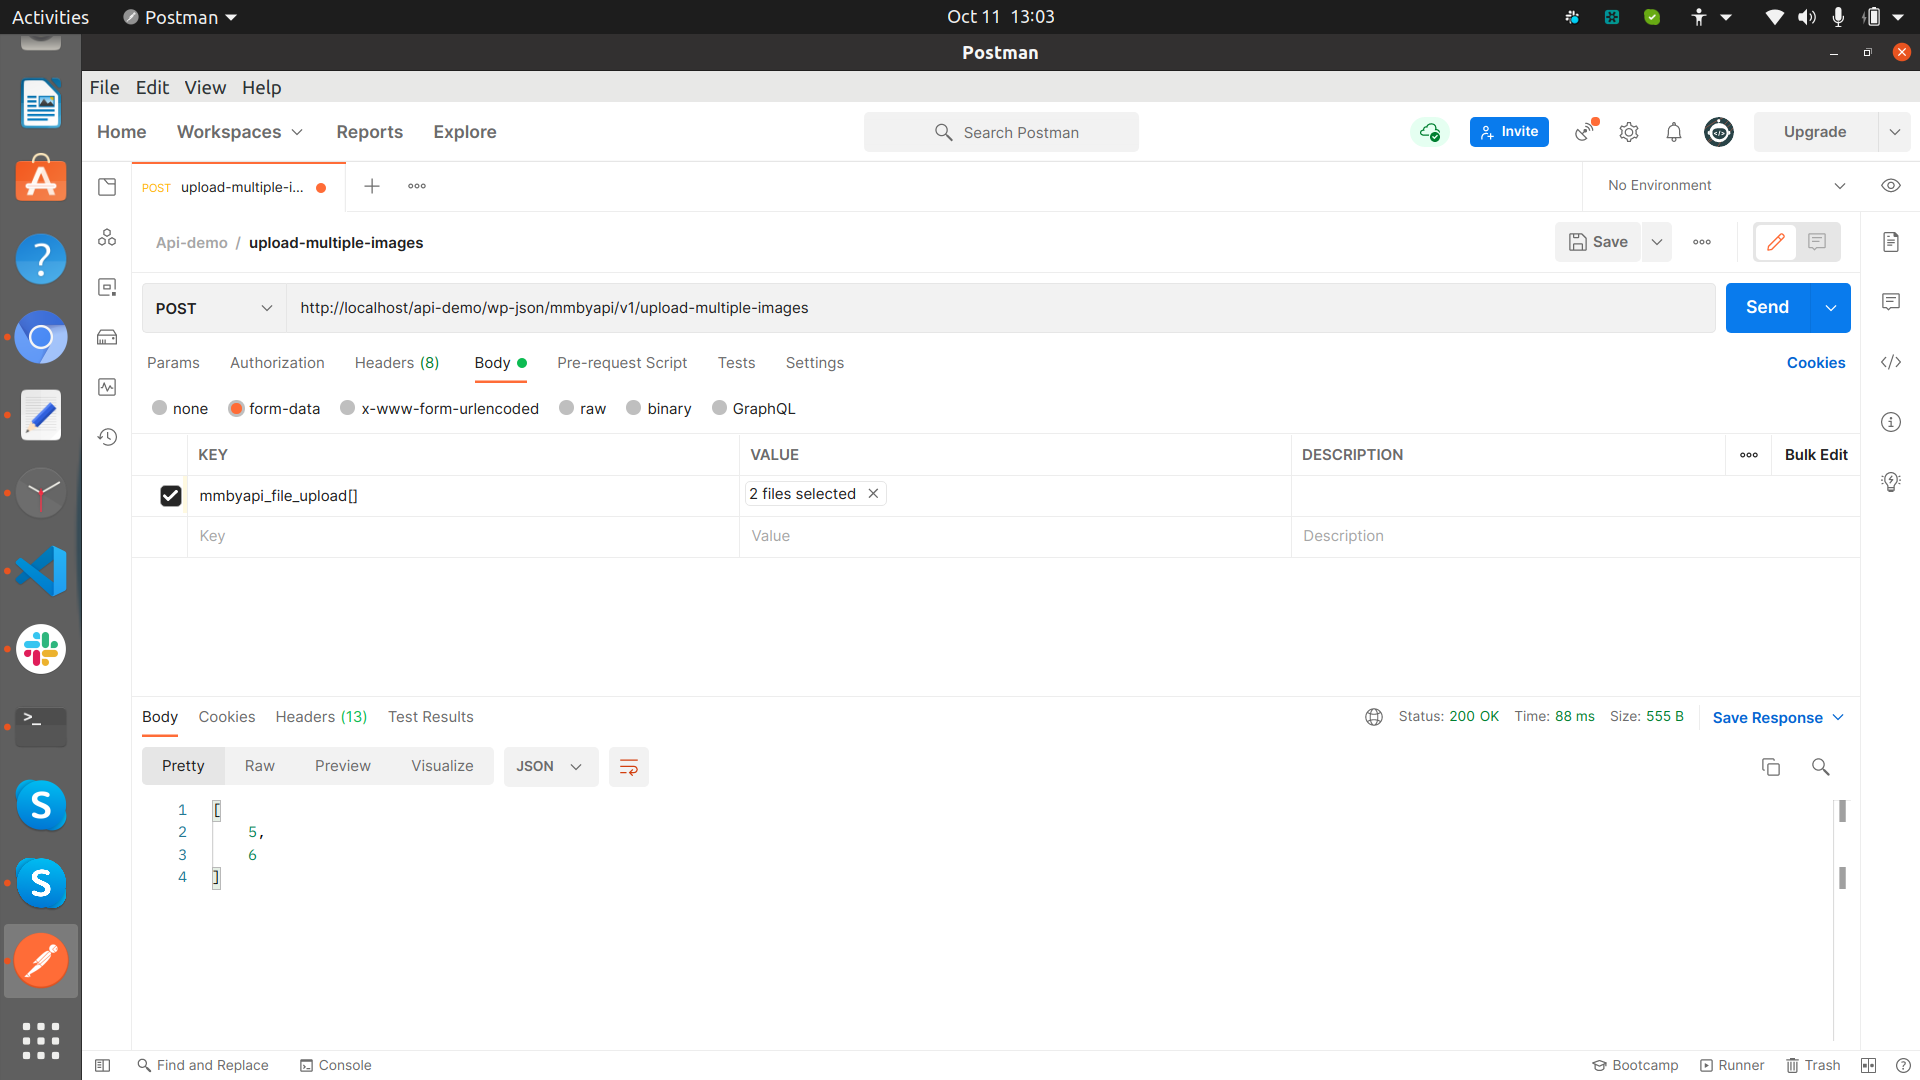 Activities Postman Oct 11 13:03
Postman
File Edit View Help
Home Workspaces Reports Explore Search Postman Invite Upgrade
POST upload-multiple-i... No Environment
Api-demo / upload-multiple-images Save
POST http://localhost/api-demo/wp-json/mmbyapi/v1/upload-multiple-images Send
Params Authorization Headers (8) Body Pre-request Script Tests Settings Cookies
none form-data x-www-form-urlencoded raw binary GraphQL
KEY VALUE DESCRIPTION Bulk Edit
mmbyapi_file_upload[] 2 files selected
Key Value Description
Body Cookies Headers (13) Test Results Status: 200 OK Time: 88 ms Size: 555 B Save Response
Pretty Raw Preview Visualize JSON
1 [
2 5,
3 6
4 ]
Find and Replace Console Bootcamp Runner Trash